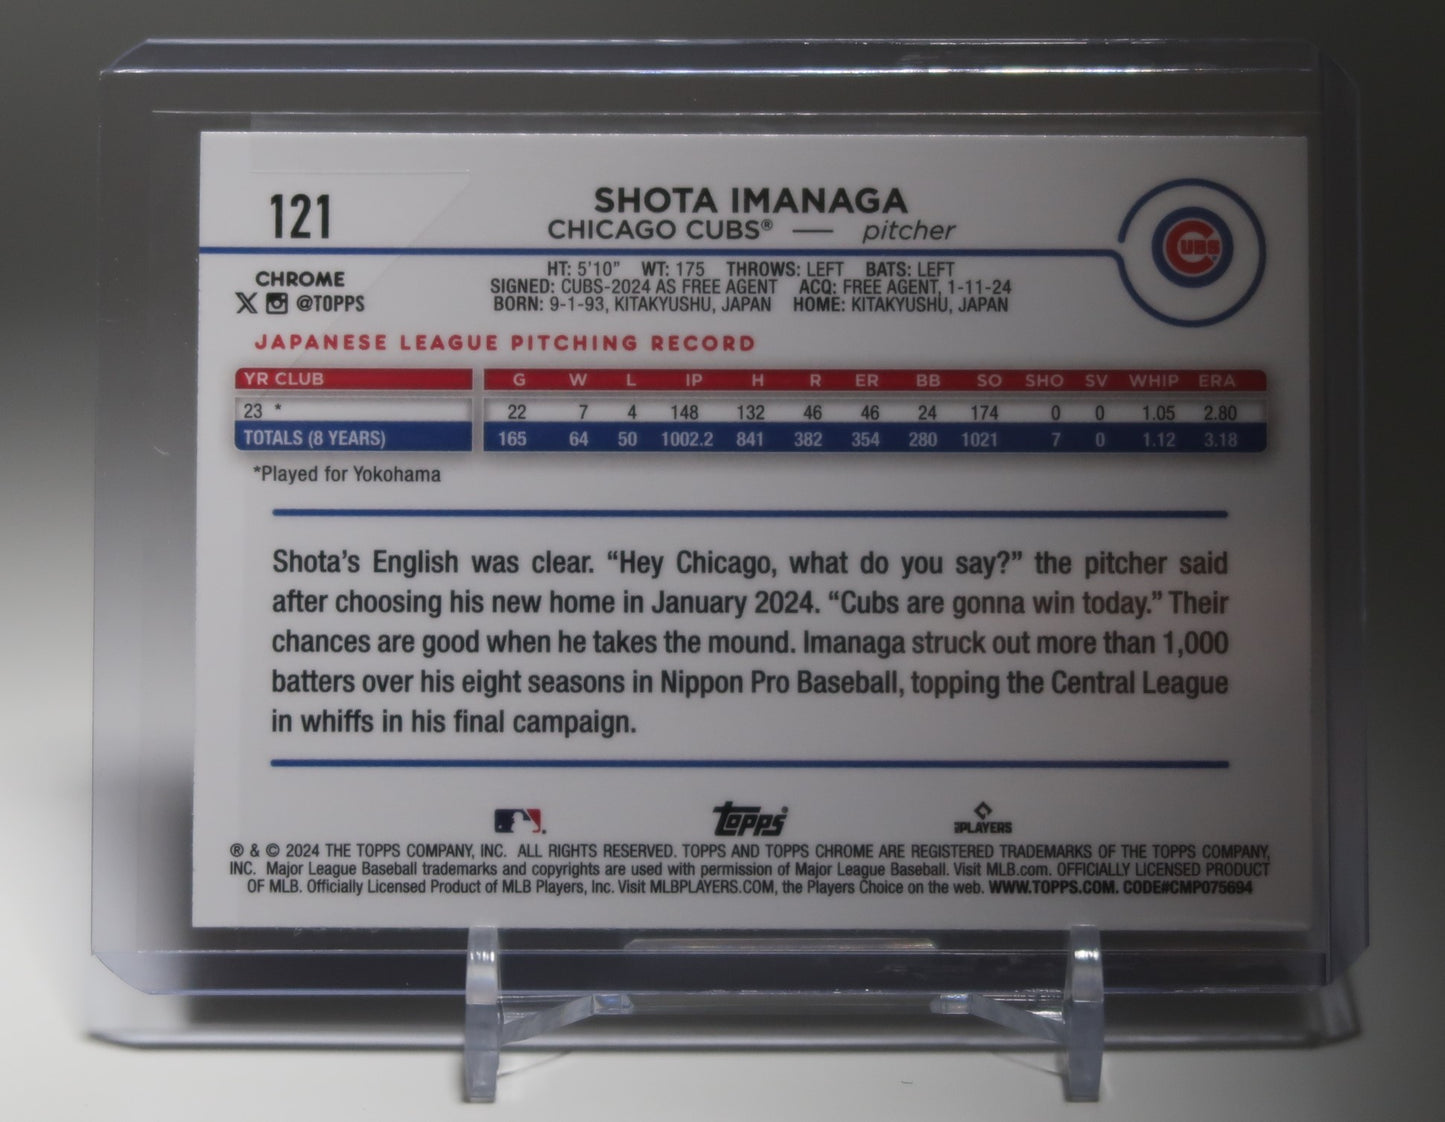 121
SHOTA IMANAGA
CHICAGO CUBS® — pitcher
CUBS
CHROME
@TOPPS
HT: 5'10" WT: 175 THROWS: LEFT BATS: LEFT
SIGNED: CUBS-2024 AS FREE AGENT ACQ: FREE AGENT, 1-11-24
BORN: 9-1-93, KITAKYUSHU, JAPAN HOME: KITAKYUSHU, JAPAN
JAPANESE LEAGUE PITCHING RECORD
YR CLUB G W L IP H R ER BB SO SHO SV WHIP ERA
23 * 22 7 4 148 132 46 46 24 174 0 0 1.05 2.80
TOTALS (8 YEARS) 165 64 50 1002.2 841 382 354 280 1021 7 0 1.12 3.18
*Played for Yokohama
Shota's English was clear. “Hey Chicago, what do you say?” the pitcher said
after choosing his new home in January 2024. “Cubs are gonna win today.” Their
chances are good when he takes the mound. Imanaga struck out more than 1,000
batters over his eight seasons in Nippon Pro Baseball, topping the Central League
in whiffs in his final campaign.
topps® PLAYERS
® & © 2024 THE TOPPS COMPANY, INC. ALL RIGHTS RESERVED. TOPPS AND TOPPS CHROME ARE REGISTERED TRADEMARKS OF THE TOPPS COMPANY,
INC. Major League Baseball trademarks and copyrights are used with permission of Major League Baseball. Visit MLB.com. OFFICIALLY LICENSED PRODUCT
OF MLB. Officially Licensed Product of MLB Players, Inc. Visit MLBPLAYERS.COM, the Players Choice on the web. WWW.TOPPS.COM. CODE#CMP075694